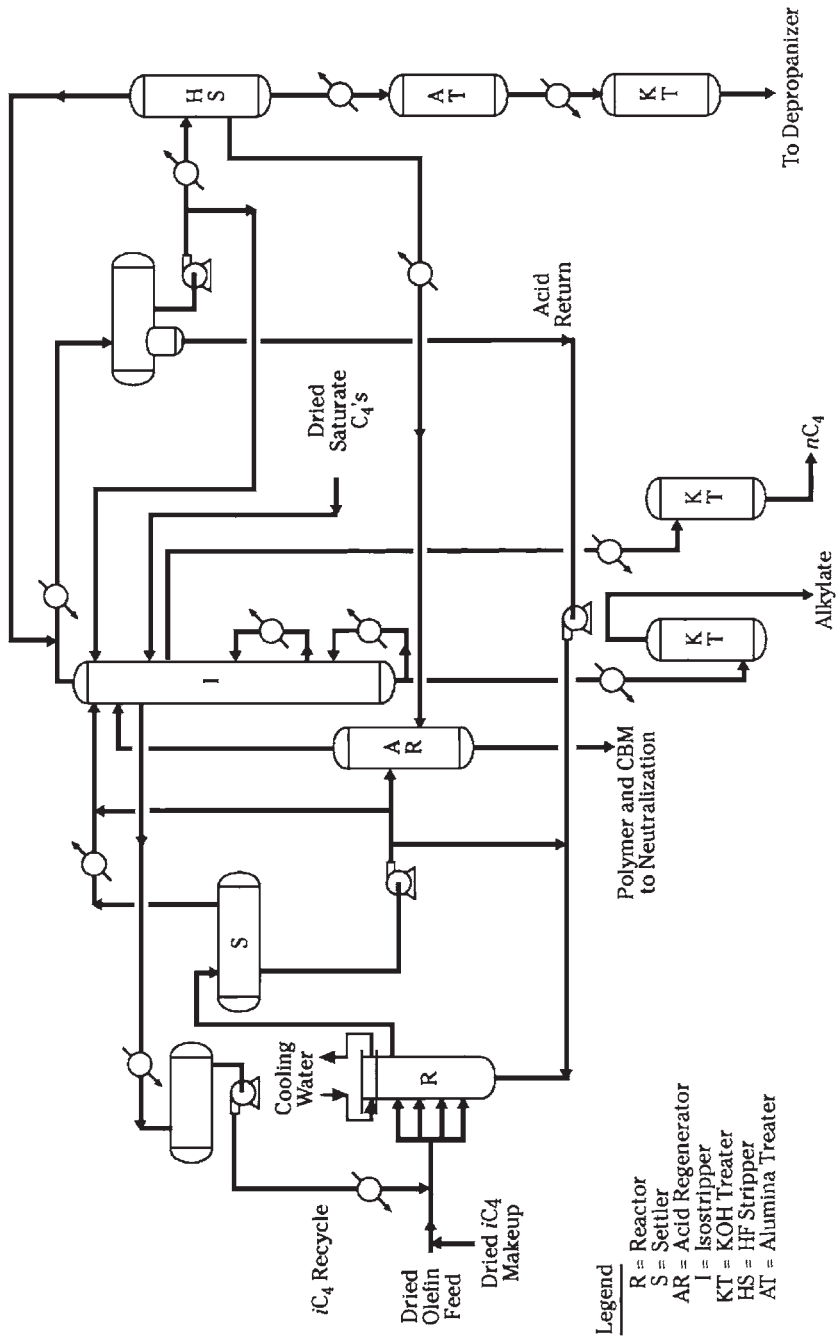 H
S
A
T
K
T
To Depropanizer
Acid
Return
Dried
Saturate
C₄'s
I
K
T
nC₄
K
T
Alkylate
A
R
Polymer and CBM
to Neutralization
S
Cooling
Water
R
iC₄ Recycle
Dried
Olefin
Feed
Dried iC₄
Makeup
Legend
R = Reactor
S = Settler
AR = Acid Regenerator
I = Isostripper
KT = KOH Treater
HS = HF Stripper
AT = Alumina Treater